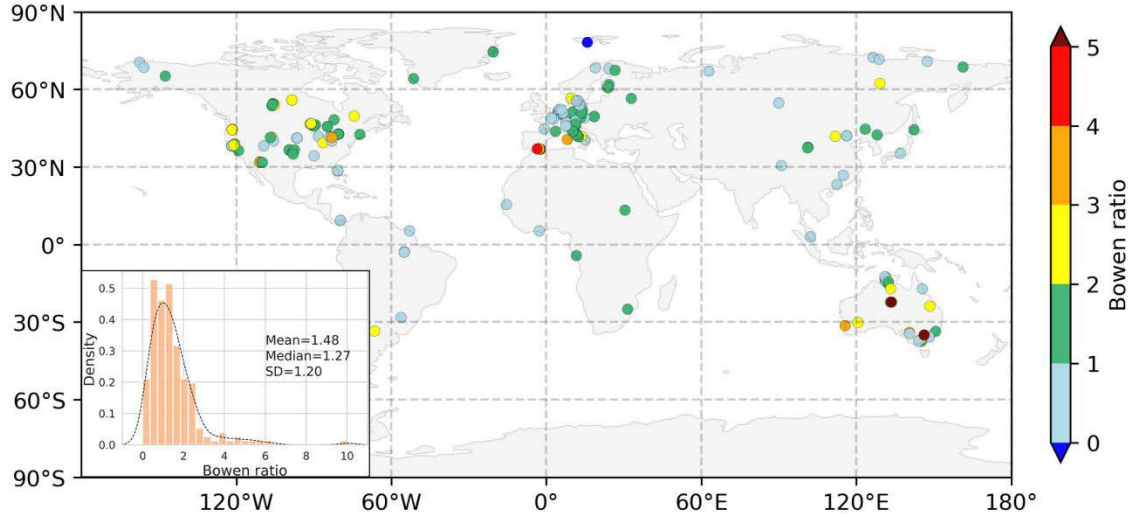 90°N
60°N
30°N
0°
30°S
60°S
90°S
120°W
60°W
0°
60°E
120°E
180°
5
4
3
2
1
0
Bowen ratio
0.5
0.4
0.3
0.2
0.1
0.0
Density
Mean=1.48
Median=1.27
SD=1.20
0 2 4 6 8 10
Bowen ratio